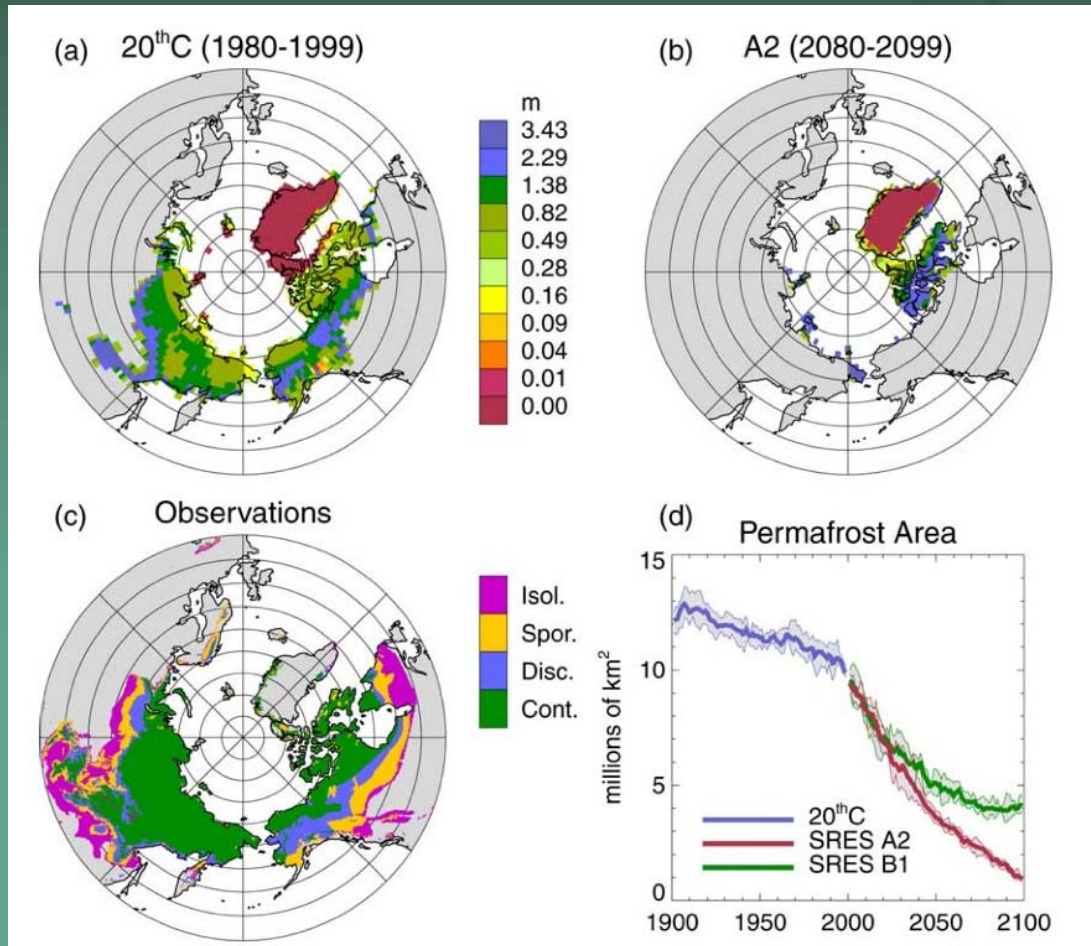 (a) 20thC (1980-1999)
(b) A2 (2080-2099)
m
3.43
2.29
1.38
0.82
0.49
0.28
0.16
0.09
0.04
0.01
0.00
(c) Observations
Isol.
Spor.
Disc.
Cont.
(d) Permafrost Area
millions of km2
15
10
5
0
20thC
SRES A2
SRES B1
1900 1950 2000 2050 2100